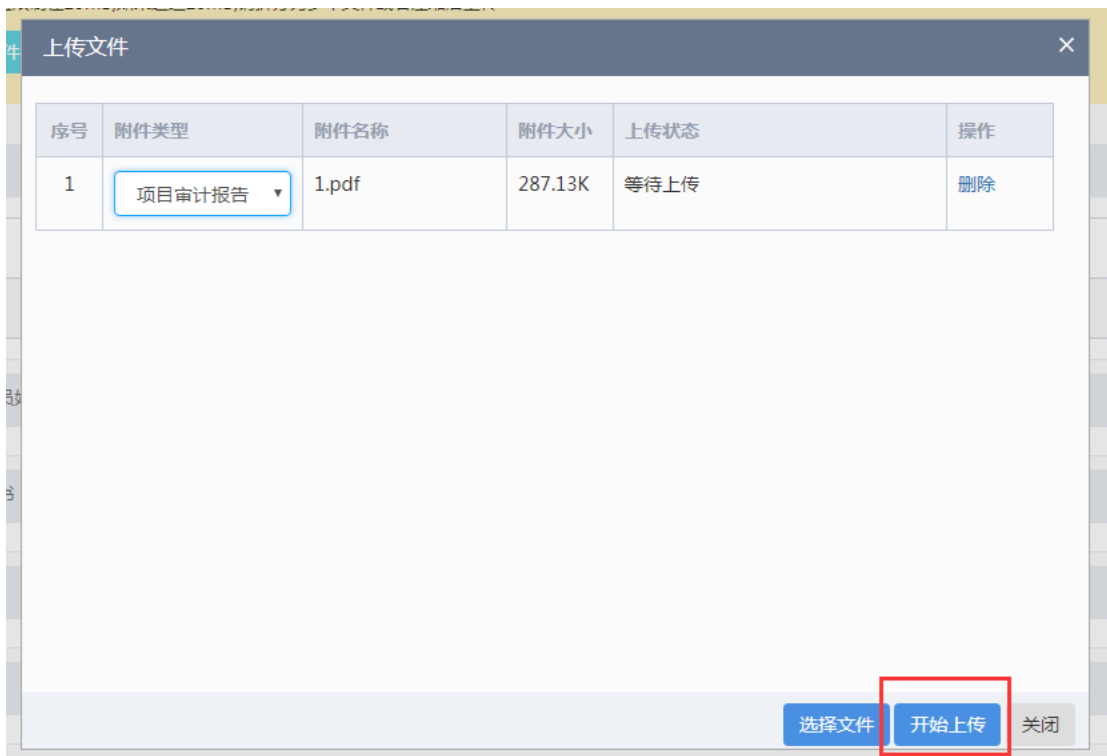 件
上传文件
序号 附件类型 附件名称 附件大小 上传状态 操作
1 项目审计报告 1.pdf 287.13K 等待上传 删除
选择文件 开始上传 关闭